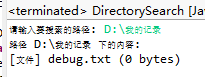 <terminated> DirectorySearch [Ja
请输入要搜索的路径: D:\我的记录
路径 D:\我的记录 下的内容:
[文件] debug.txt (0 bytes)